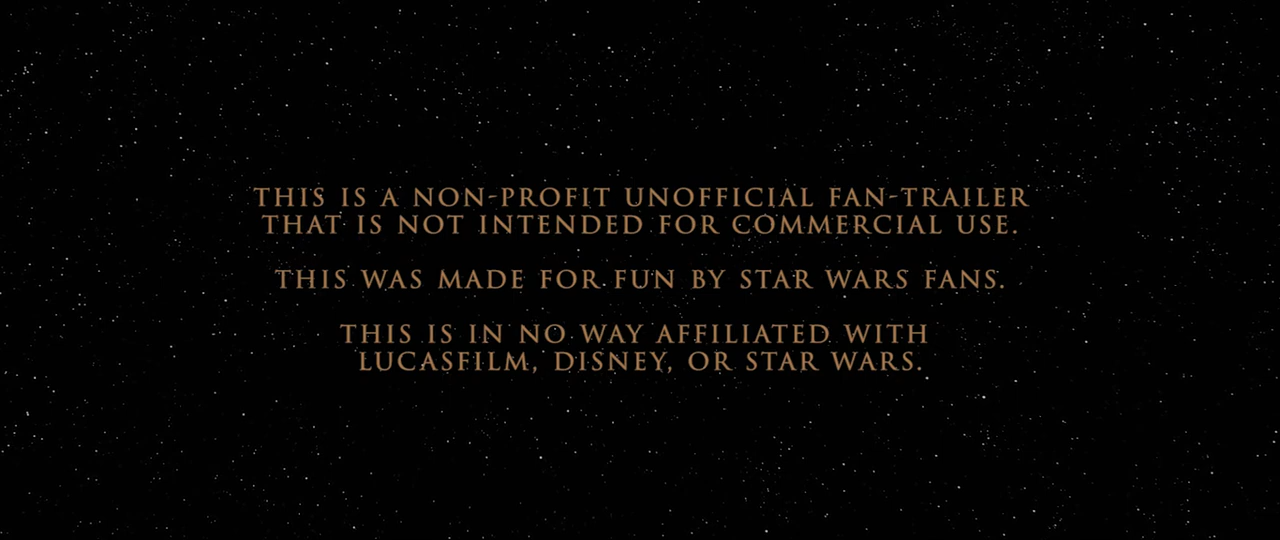 THIS IS A NON-PROFIT UNOFFICIAL FAN-TRAILER
THAT IS NOT INTENDED FOR COMMERCIAL USE.
THIS WAS MADE FOR FUN BY STAR WARS FANS.
THIS IS IN NO WAY AFFILIATED WITH
LUCASFILM, DISNEY, OR STAR WARS.